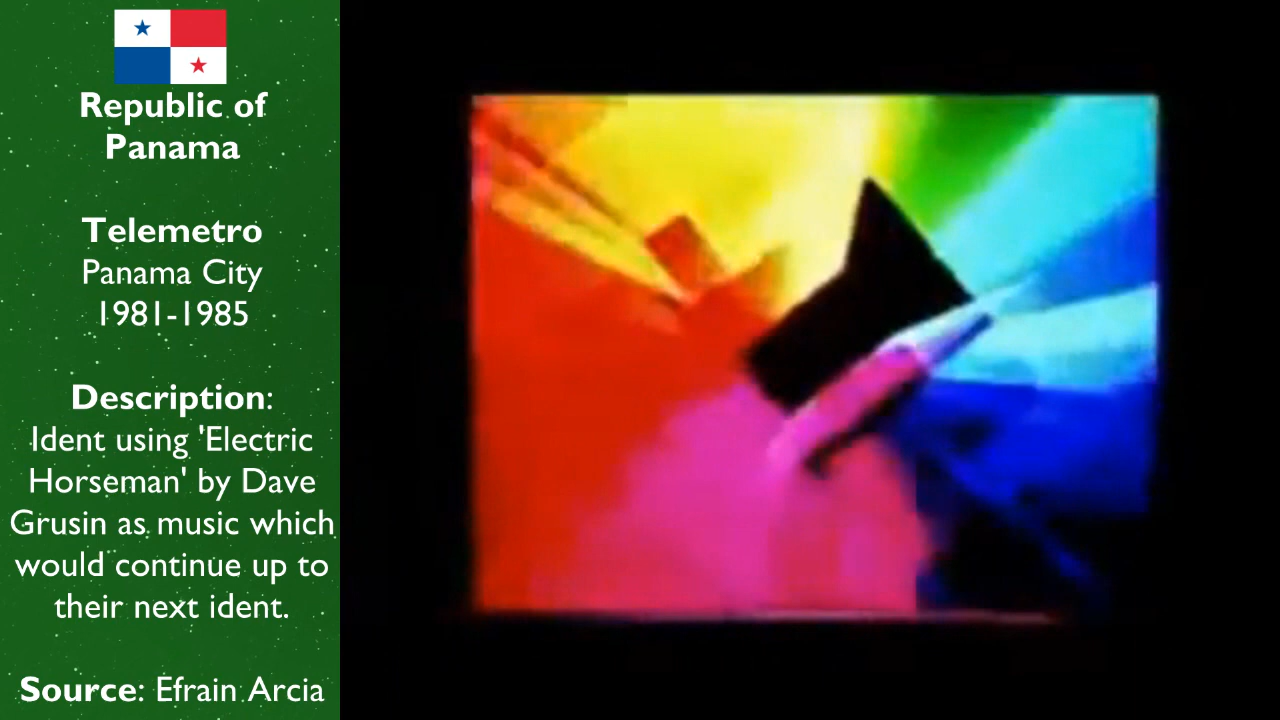 Republic of
Panama
Telemetro
Panama City
1981-1985
Description:
Ident using 'Electric
Horseman' by Dave
Grusin as music which
would continue up to
their next ident.
Source: Efrain Arcia